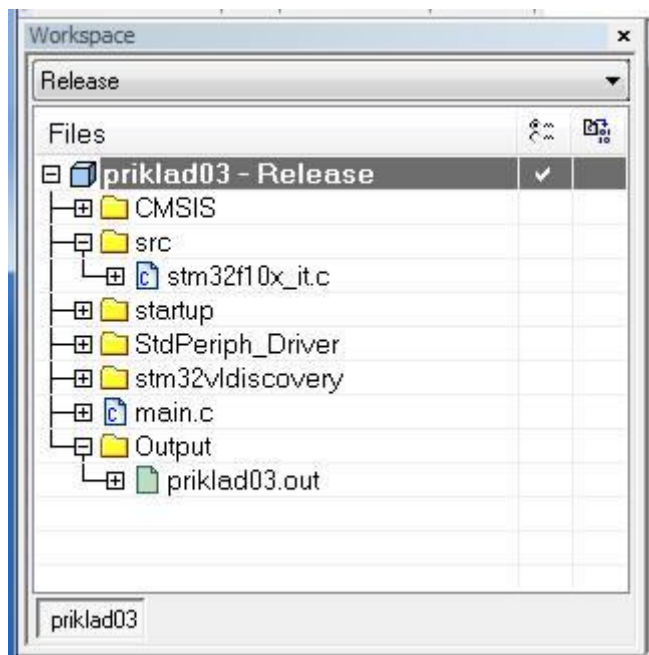 Workspace
Release
Files
priklad03 - Release
CMSIS
src
stm32f10x_it.c
startup
StdPeriph_Driver
stm32vldiscovery
main.c
Output
priklad03.out
priklad03